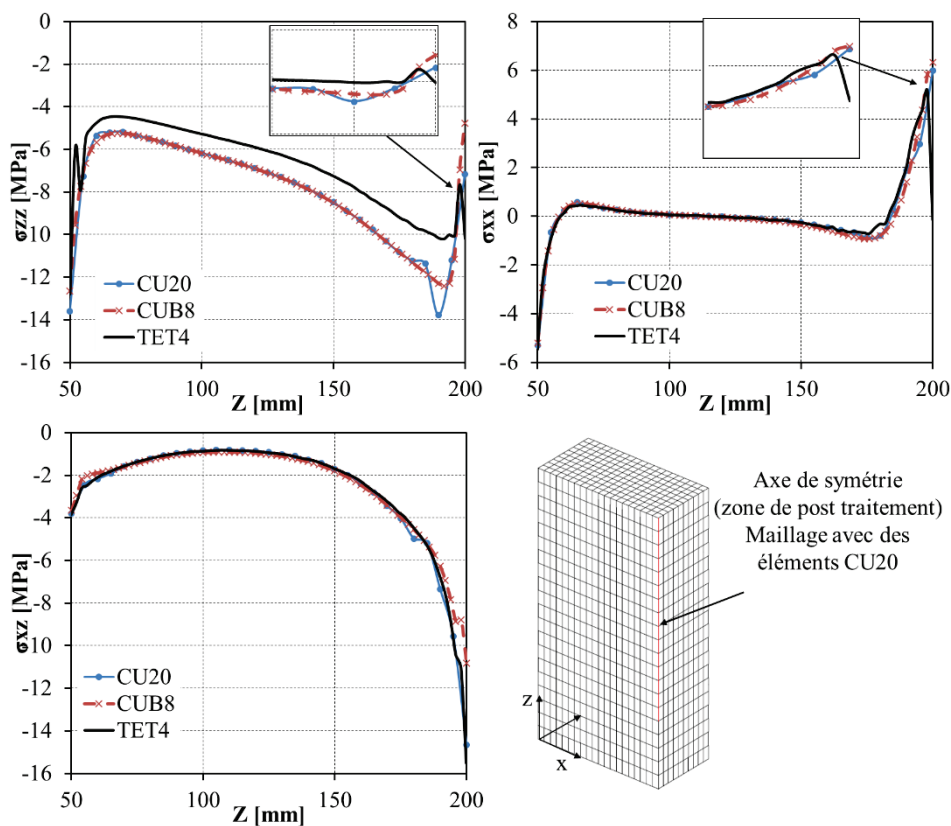 0
-2
-4
-6
-8
-10
-12
-14
-16
σzz [MPa]
CU20
CUB8
TET4
50
100
150
200
Z [mm]
8
6
4
2
0
-2
-4
-6
σxx [MPa]
CU20
CUB8
TET4
50
100
150
200
Z [mm]
0
-2
-4
-6
-8
-10
-12
-14
-16
σxz [MPa]
CU20
CUB8
TET4
50
100
150
200
Z [mm]
Axe de symétrie
(zone de post traitement)
Maillage avec des
éléments CU20
z
x